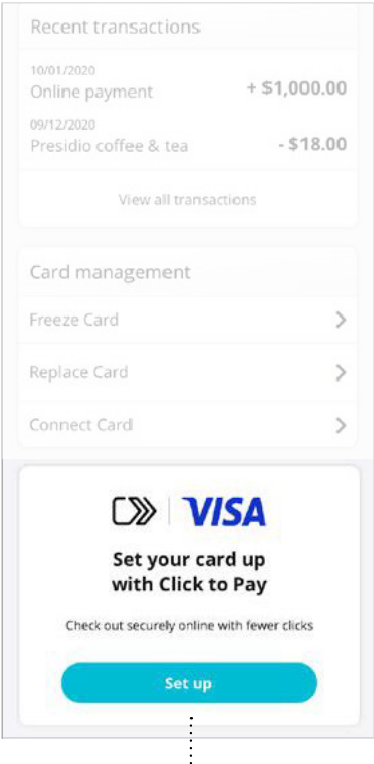 Recent transactions
10/01/2020
Online payment + $1,000.00
09/12/2020
Presidio coffee & tea - $18.00
View all transactions
Card management
Freeze Card
Replace Card
Connect Card
VISA
Set your card up
with Click to Pay
Check out securely online with fewer clicks
Set up